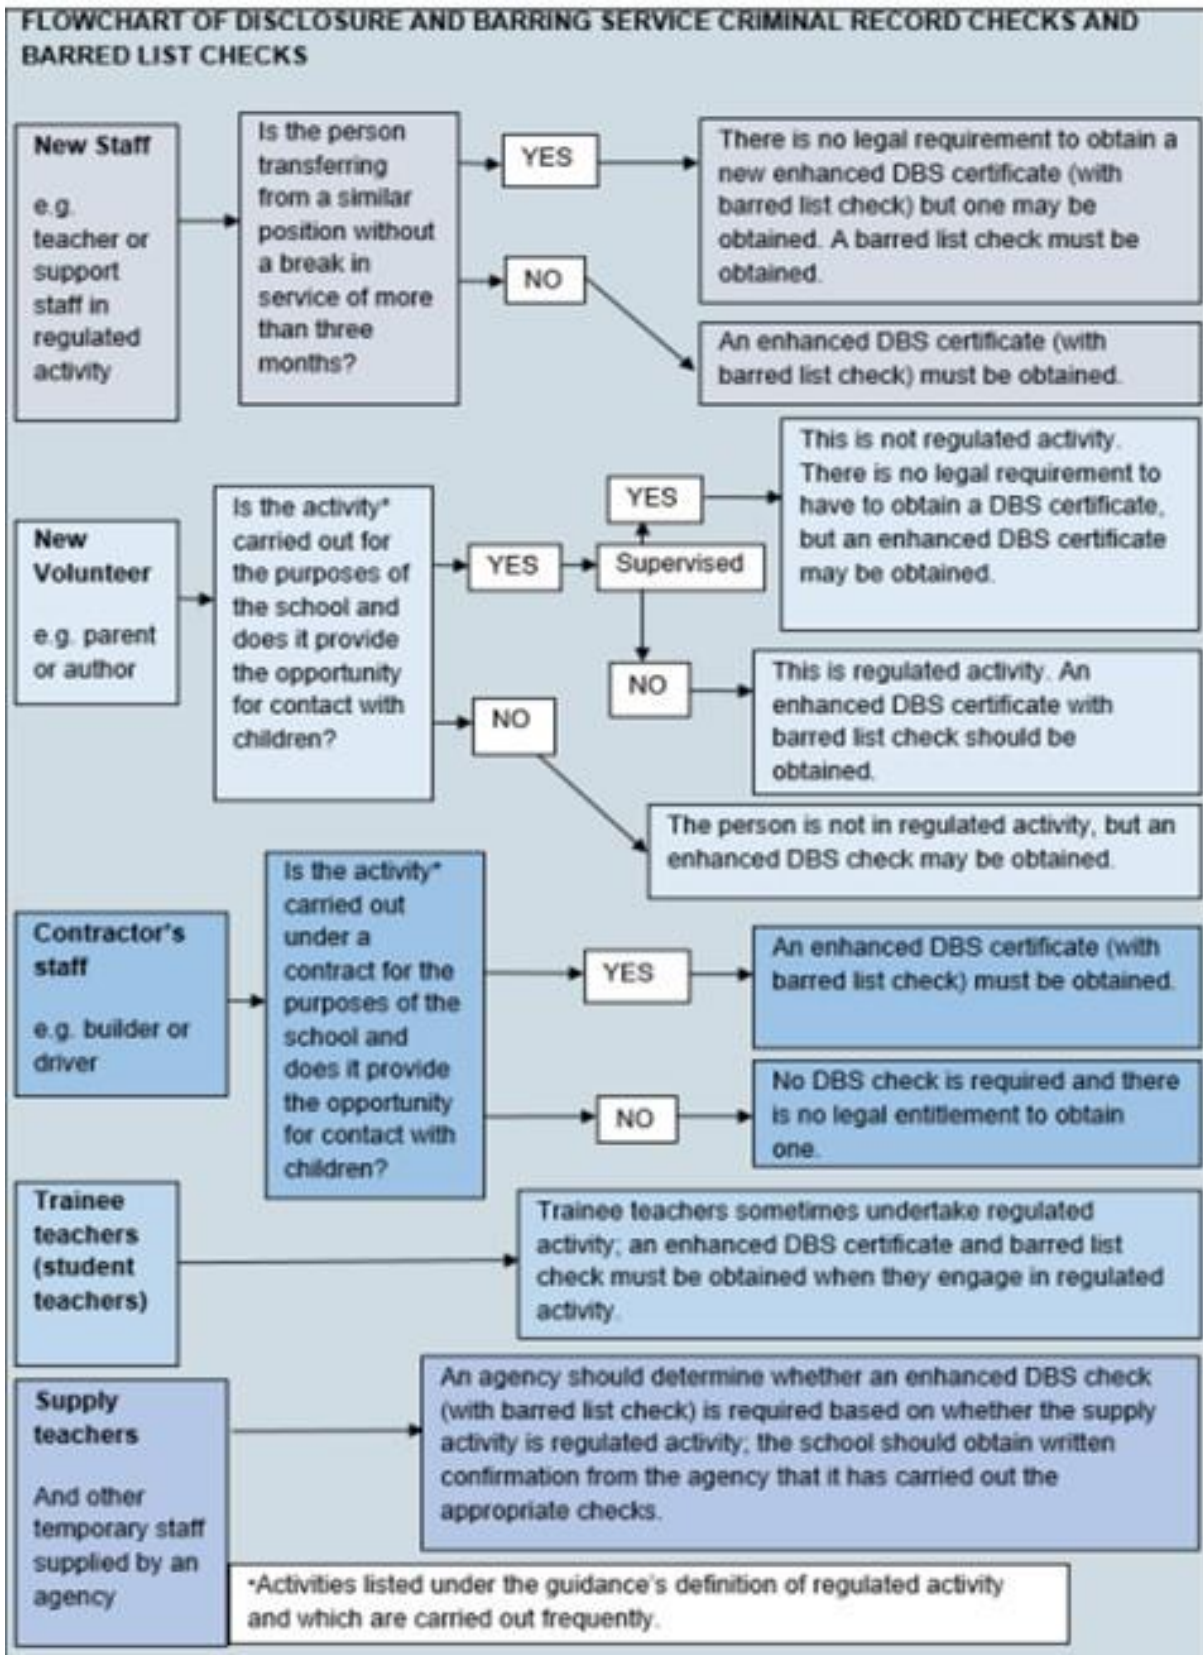 FLOWCHART OF DISCLOSURE AND BARRING SERVICE CRIMINAL RECORD CHECKS AND
BARRED LIST CHECKS
New Staff
e.g.
teacher or
support
staff in
regulated
activity
Is the person
transferring
from a similar
position without
a break in
service of more
than three
months?
YES
There is no legal requirement to obtain a
new enhanced DBS certificate (with
barred list check) but one may be
obtained. A barred list check must be
obtained.
NO
An enhanced DBS certificate (with
barred list check) must be obtained.
New
Volunteer
e.g. parent
or author
Is the activity*
carried out for
the purposes of
the school and
does it provide
the opportunity
for contact with
children?
YES
Supervised
YES
This is not regulated activity.
There is no legal requirement to
have to obtain a DBS certificate,
but an enhanced DBS certificate
may be obtained.
NO
This is regulated activity. An
enhanced DBS certificate with
barred list check should be
obtained.
NO
The person is not in regulated activity, but an
enhanced DBS check may be obtained.
Contractor's
staff
e.g. builder or
driver
Is the activity*
carried out
under a
contract for the
purposes of the
school and
does it provide
the opportunity
for contact with
children?
YES
An enhanced DBS certificate (with
barred list check) must be obtained.
NO
No DBS check is required and there
is no legal entitlement to obtain
one.
Trainee
teachers
(student
teachers)
Trainee teachers sometimes undertake regulated
activity; an enhanced DBS certificate and barred list
check must be obtained when they engage in regulated
activity.
Supply
teachers
And other
temporary staff
supplied by an
agency
An agency should determine whether an enhanced DBS check
(with barred list check) is required based on whether the supply
activity is regulated activity; the school should obtain written
confirmation from the agency that it has carried out the
appropriate checks.
*Activities listed under the guidance's definition of regulated activity
and which are carried out frequently.